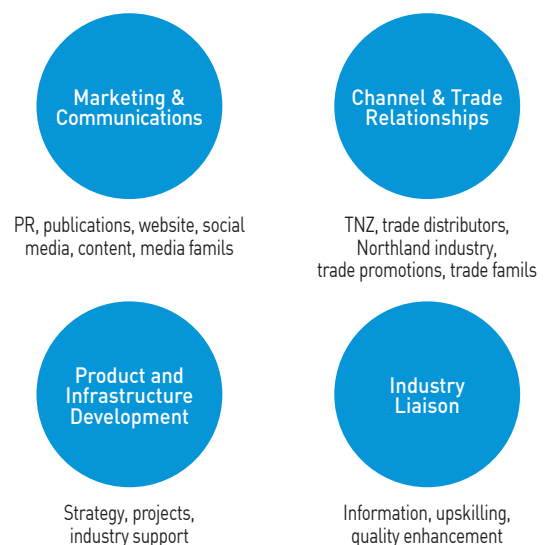 Marketing &
Communications
PR, publications, website, social
media, content, media famils
Channel & Trade
Relationships
TNZ, trade distributors,
Northland industry,
trade promotions, trade famils
Product and
Infrastructure
Development
Strategy, projects,
industry support
Industry
Liaison
Information, upskilling,
quality enhancement